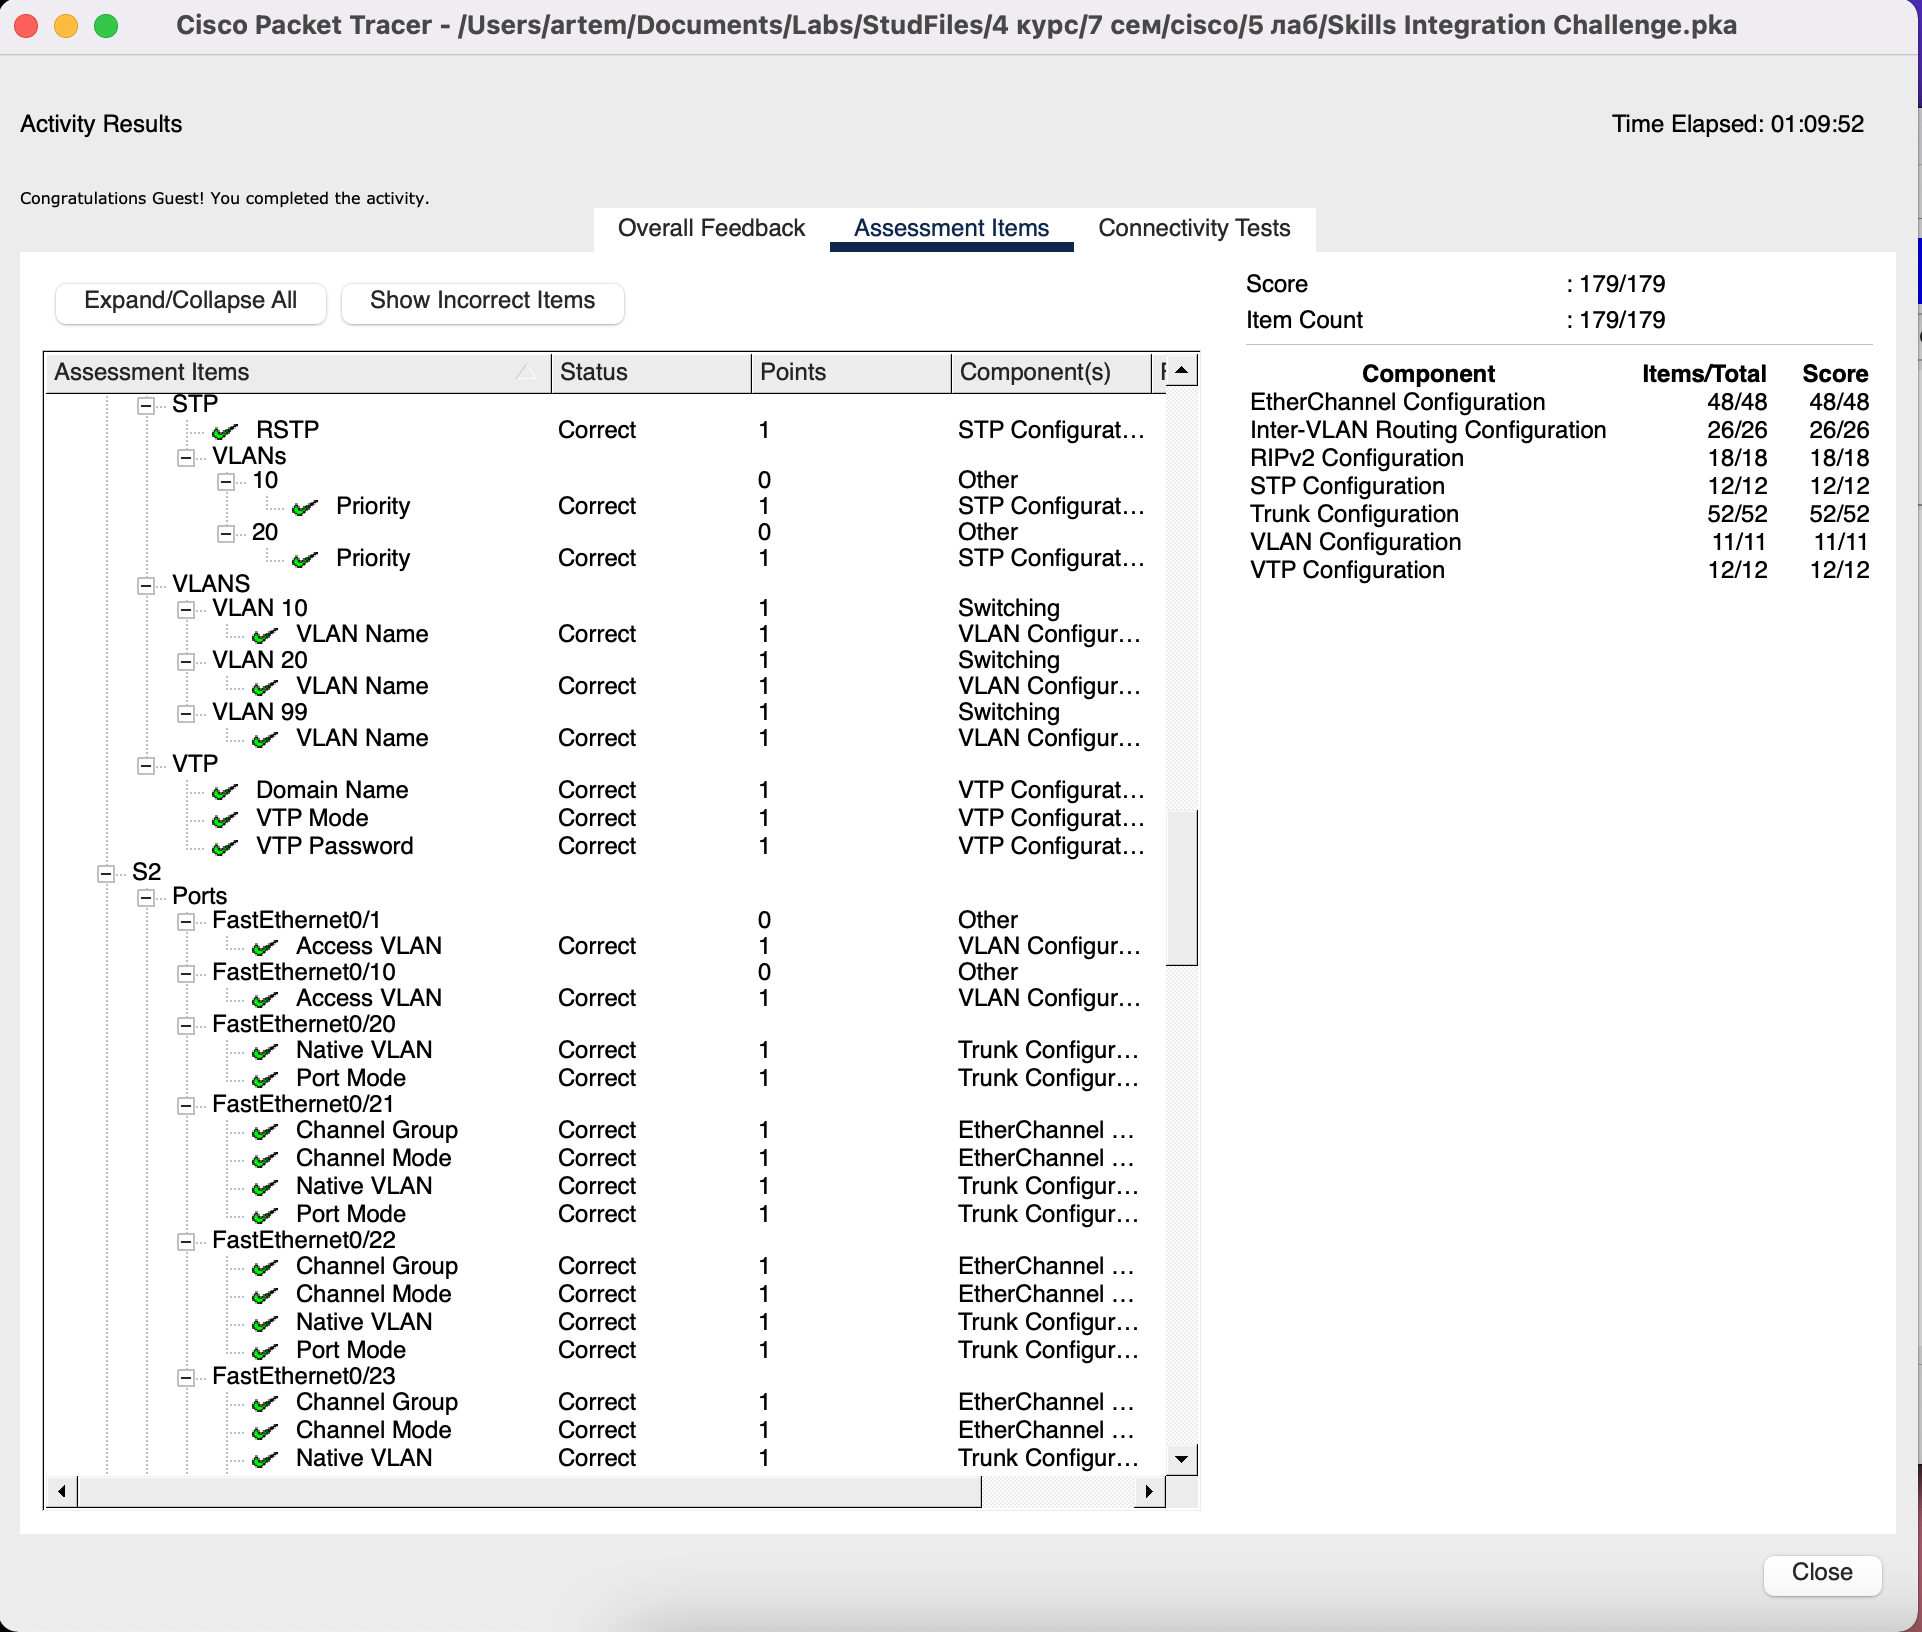 Cisco Packet Tracer - /Users/artem/Documents/Labs/StudFiles/4 курс/7 сем/cisco/5 лаб/Skills Integration Challenge.pka
Activity Results
Time Elapsed: 01:09:52
Congratulations Guest! You completed the activity.
Overall Feedback Assessment Items Connectivity Tests
Expand/Collapse All Show Incorrect Items
Assessment Items Status Points Component(s)
STP
RSTP Correct 1 STP Configurat...
VLANs
10 0 Other
Priority Correct 1 STP Configurat...
20 0 Other
Priority Correct 1 STP Configurat...
VLANS
VLAN 10 1 Switching
VLAN Name Correct 1 VLAN Configur...
VLAN 20 1 Switching
VLAN Name Correct 1 VLAN Configur...
VLAN 99 1 Switching
VLAN Name Correct 1 VLAN Configur...
VTP
Domain Name Correct 1 VTP Configurat...
VTP Mode Correct 1 VTP Configurat...
VTP Password Correct 1 VTP Configurat...
S2
Ports
FastEthernet0/1 0 Other
Access VLAN Correct 1 VLAN Configur...
FastEthernet0/10 0 Other
Access VLAN Correct 1 VLAN Configur...
FastEthernet0/20
Native VLAN Correct 1 Trunk Configur...
Port Mode Correct 1 Trunk Configur...
FastEthernet0/21
Channel Group Correct 1 EtherChannel ...
Channel Mode Correct 1 EtherChannel ...
Native VLAN Correct 1 Trunk Configur...
Port Mode Correct 1 Trunk Configur...
FastEthernet0/22
Channel Group Correct 1 EtherChannel ...
Channel Mode Correct 1 EtherChannel ...
Native VLAN Correct 1 Trunk Configur...
Port Mode Correct 1 Trunk Configur...
FastEthernet0/23
Channel Group Correct 1 EtherChannel ...
Channel Mode Correct 1 EtherChannel ...
Native VLAN Correct 1 Trunk Configur...
Score : 179/179
Item Count : 179/179
Component Items/Total Score
EtherChannel Configuration 48/48 48/48
Inter-VLAN Routing Configuration 26/26 26/26
RIPv2 Configuration 18/18 18/18
STP Configuration 12/12 12/12
Trunk Configuration 52/52 52/52
VLAN Configuration 11/11 11/11
VTP Configuration 12/12 12/12
Close